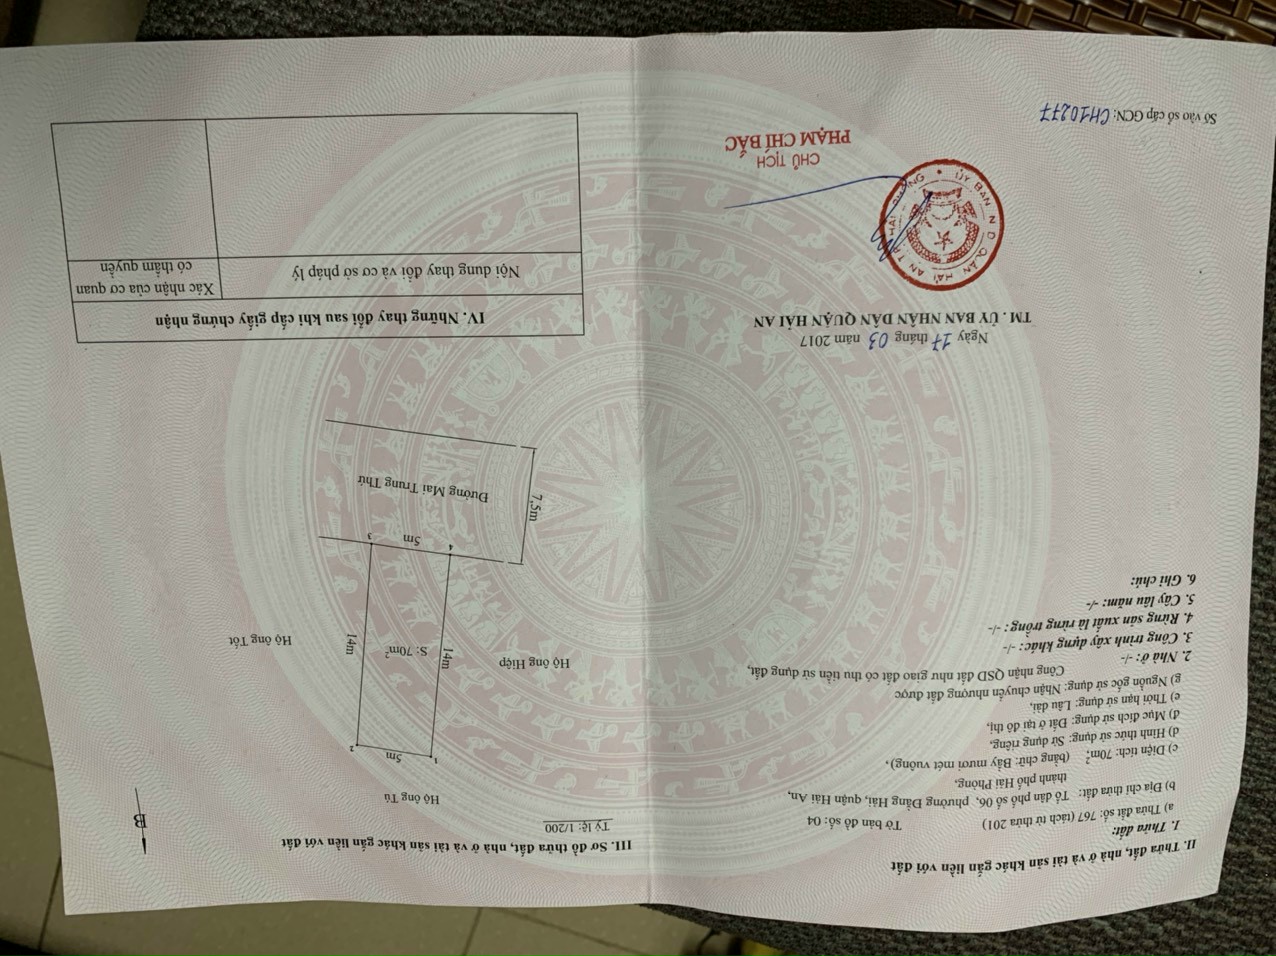 II. Thửa đất, nhà ở và tài sản khác gắn liền với đất
1. Thửa đất:
a) Thửa đất số: 767 (tách từ thửa 201) Tờ bản đồ số: 04
b) Địa chỉ thửa đất: Tổ dân phố số 06, phường Đằng Hải, quận Hải An,
thành phố Hải Phòng,
c) Diện tích: 70m² (bằng chữ: Bảy mươi mét vuông),
d) Hình thức sử dụng: Sử dụng riêng,
đ) Mục đích sử dụng: Đất ở tại đô thị,
e) Thời hạn sử dụng: Lâu dài,
g) Nguồn gốc sử dụng: Nhận chuyển nhượng đất được
Công nhận QSD đất như giao đất có thu tiền sử dụng đất,
2. Nhà ở: -/-
3. Công trình xây dựng khác: -/-
4. Rừng sản xuất là rừng trồng: -/-
5. Cây lâu năm: -/-
6. Ghi chú:
Ngày 17 tháng 03 năm 2017
TM. ỦY BAN NHÂN DÂN QUẬN HẢI AN
ỦY BAN N.D QUẬN HẢI AN
CHỦ TỊCH
PHẠM CHÍ BẮC
Số vào sổ cấp GCN: CH10277
III. Sơ đồ thửa đất, nhà ở và tài sản khác gắn liền với đất
Tỷ lệ: 1/200
B
Hộ ông Tú
1
5m
2
Hộ ông Hiệp
14m
S: 70m²
14m
Hộ ông Tốt
4
5m
3
7,5m
Đường Mai Trung Thứ
IV. Những thay đổi sau khi cấp giấy chứng nhận
Nội dung thay đổi và cơ sở pháp lý
Xác nhận của cơ quan
có thẩm quyền